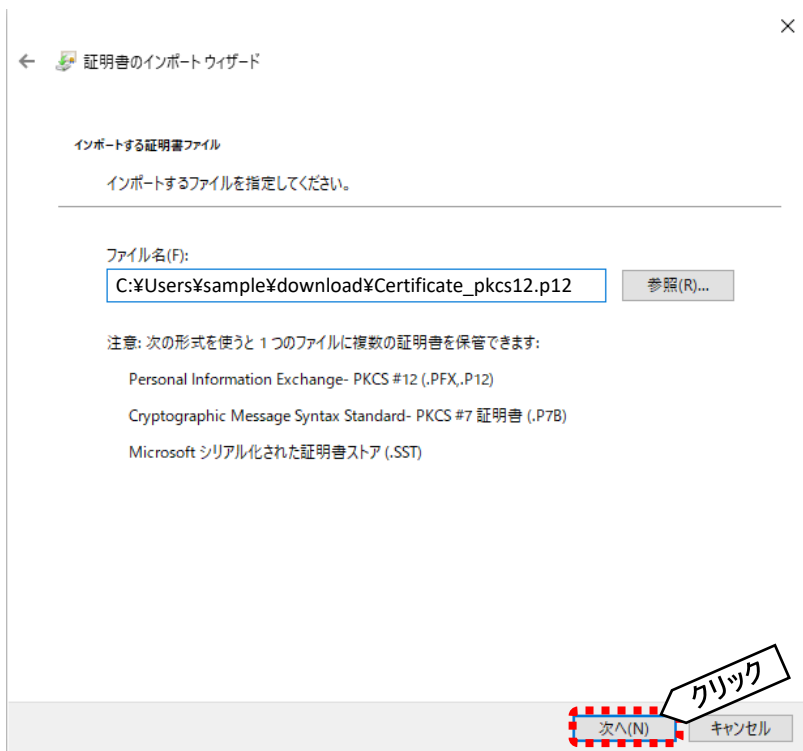 証明書のインポート ウィザード
インポートする証明書ファイル
インポートするファイルを指定してください。
ファイル名(F):
C:¥Users¥sample¥download¥Certificate_pkcs12.p12
参照(R)...
注意: 次の形式を使うと 1 つのファイルに複数の証明書を保管できます:
Personal Information Exchange- PKCS #12 (.PFX,.P12)
Cryptographic Message Syntax Standard- PKCS #7 証明書 (.P7B)
Microsoft シリアル化された証明書ストア (.SST)
クリック
次へ(N)
キャンセル